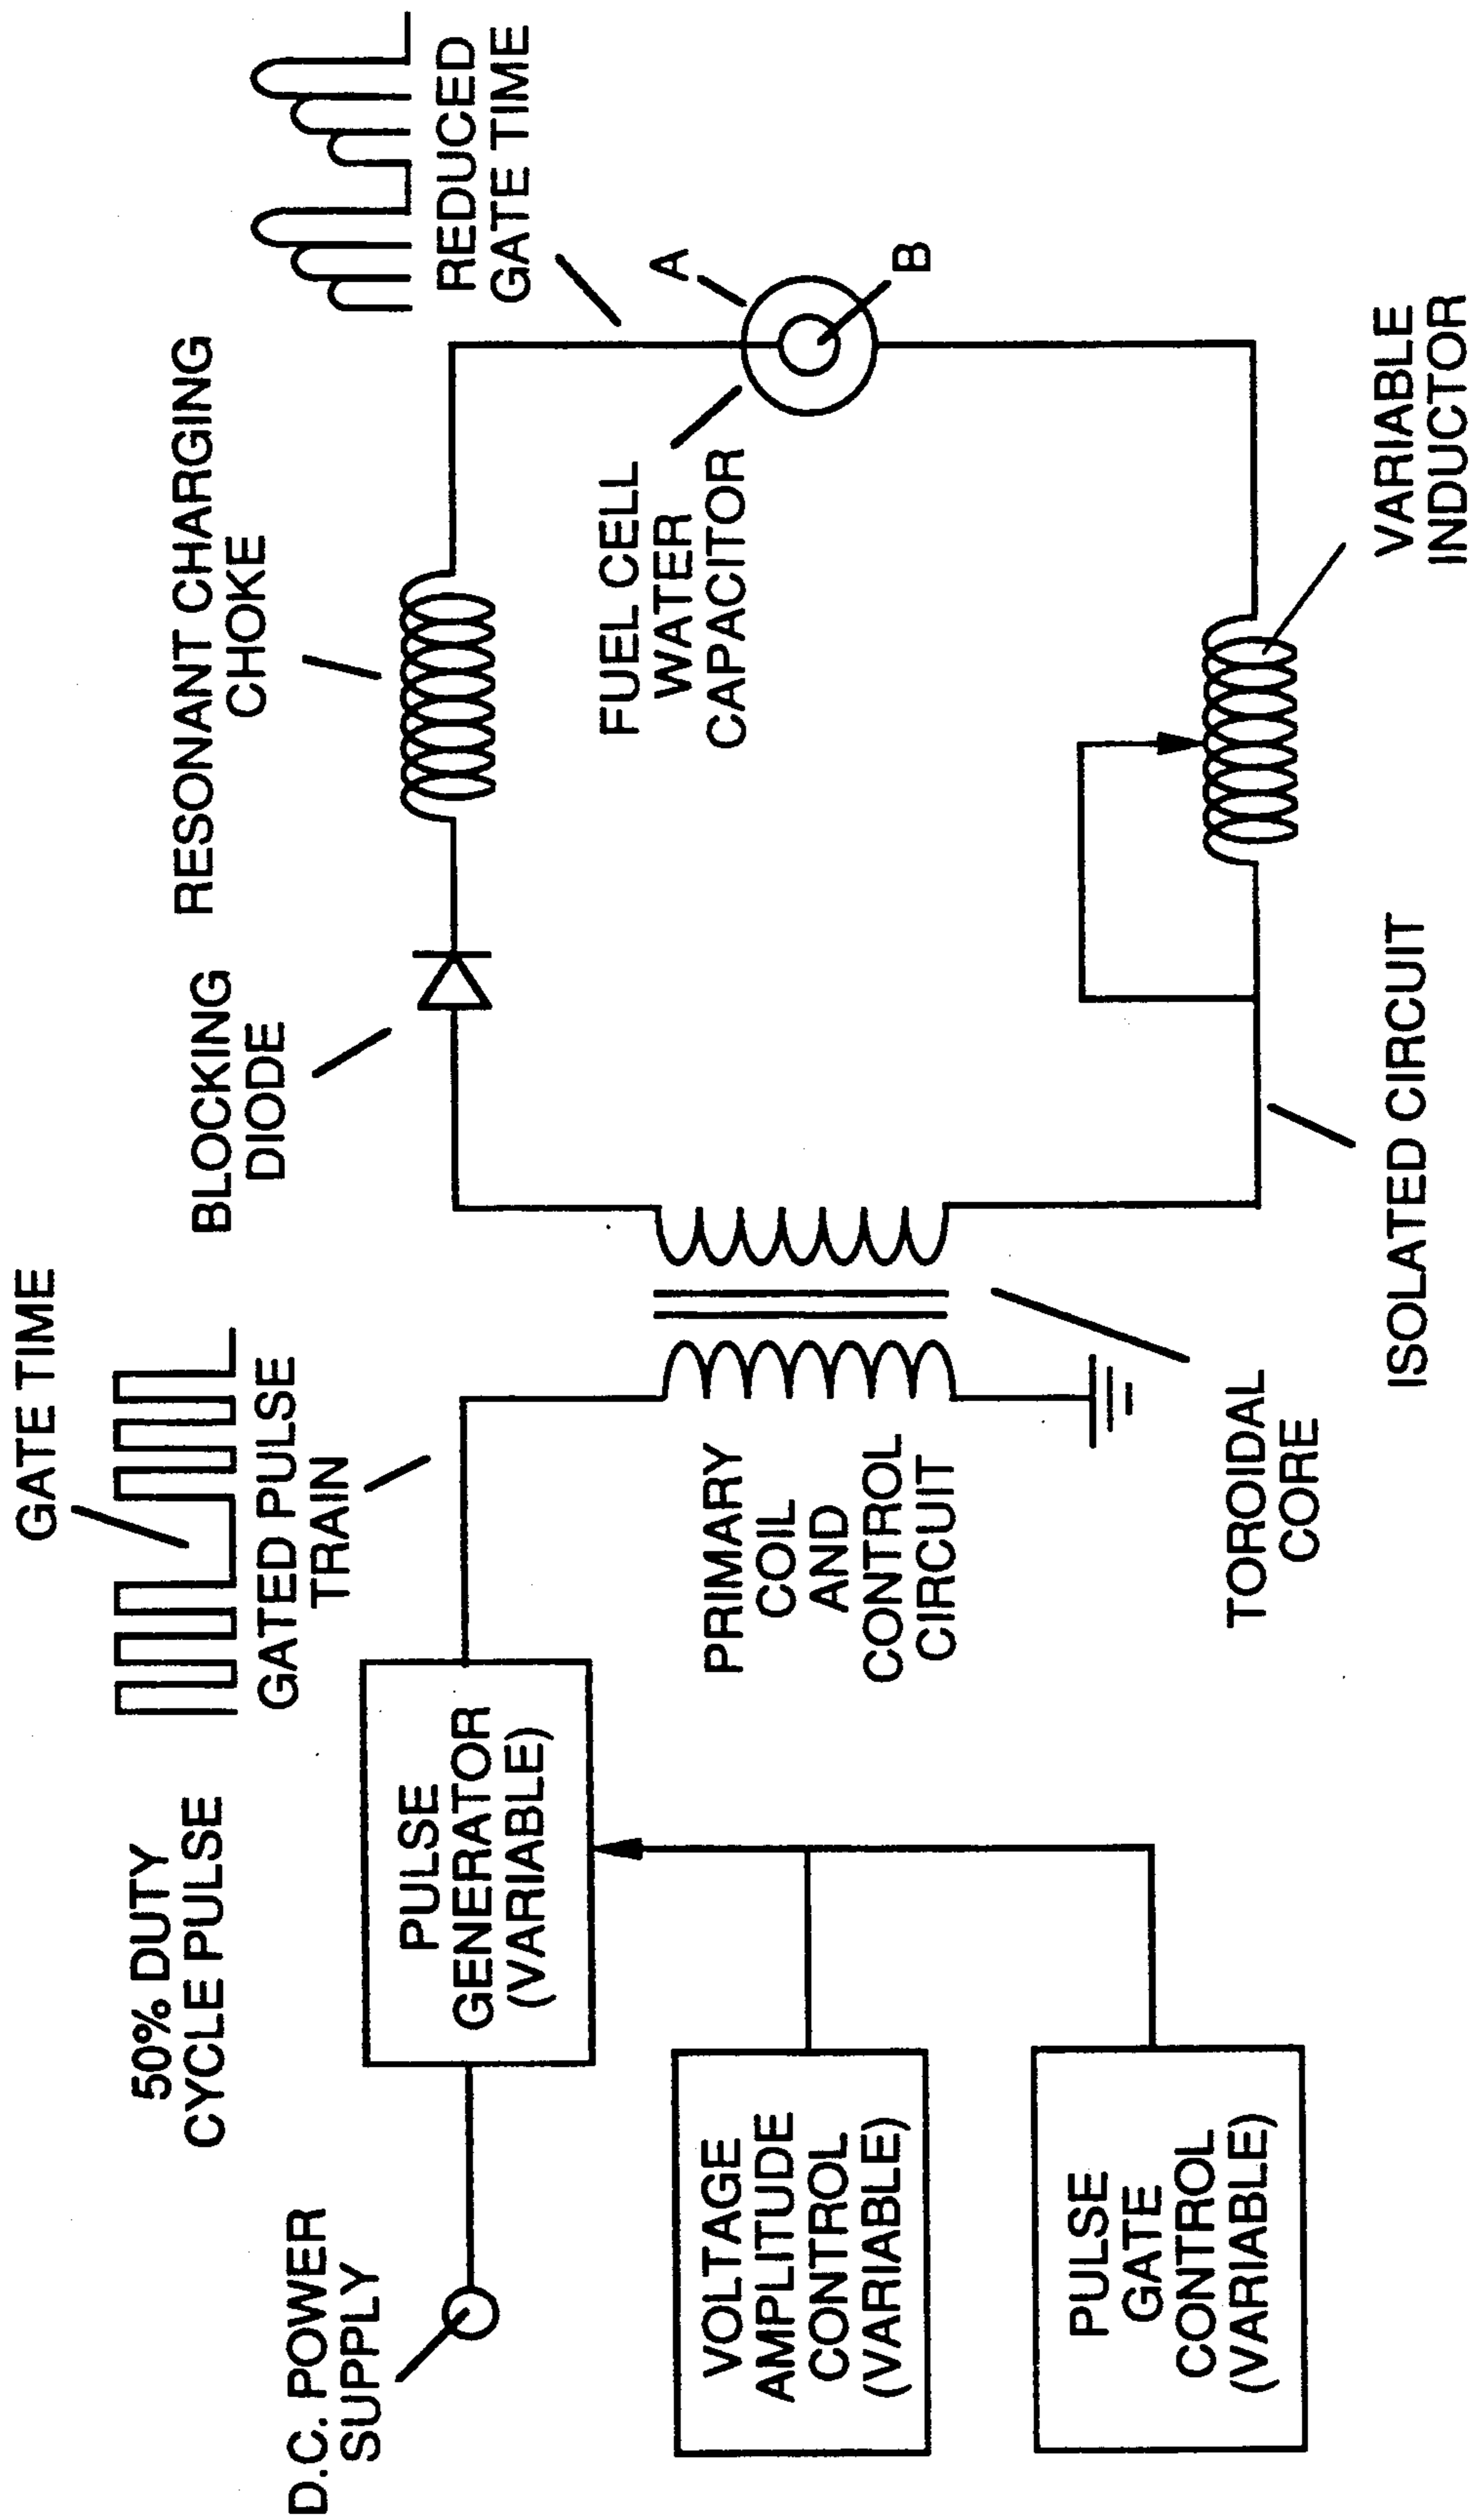 D.C. POWER
SUPPLY
50% DUTY
CYCLE PULSE
GATE TIME
GATED PULSE
TRAIN
PULSE
GENERATOR
(VARIABLE)
VOLTAGE
AMPLITUDE
CONTROL
(VARIABLE)
PULSE
GATE
CONTROL
(VARIABLE)
PRIMARY
COIL
AND
CONTROL
CIRCUIT
TOROIDAL
CORE
BLOCKING
DIODE
RESONANT CHARGING
CHOKE
REDUCED
GATE TIME
FUEL CELL
WATER
CAPACITOR
A
B
ISOLATED CIRCUIT
VARIABLE
INDUCTOR